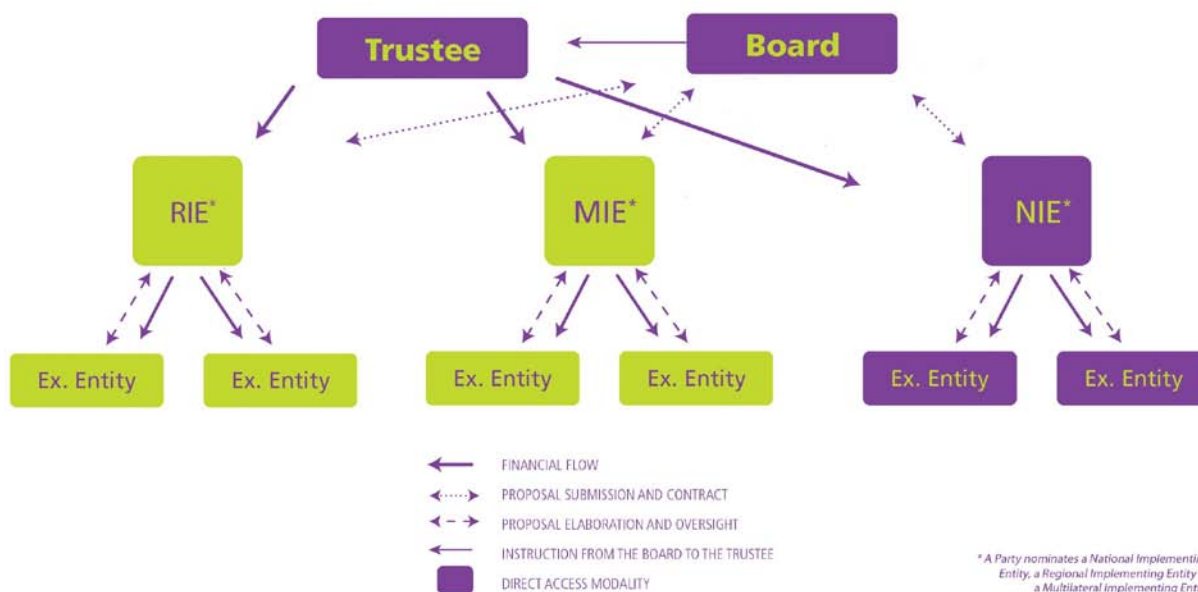 Trustee
Board
RIE*
MIE*
NIE*
Ex. Entity
Ex. Entity
Ex. Entity
Ex. Entity
Ex. Entity
Ex. Entity
FINANCIAL FLOW
PROPOSAL SUBMISSION AND CONTRACT
PROPOSAL ELABORATION AND OVERSIGHT
INSTRUCTION FROM THE BOARD TO THE TRUSTEE
DIRECT ACCESS MODALITY
* A Party nominates a National
Entity, a Regional Implementing Entity
a Multilateral Implementing